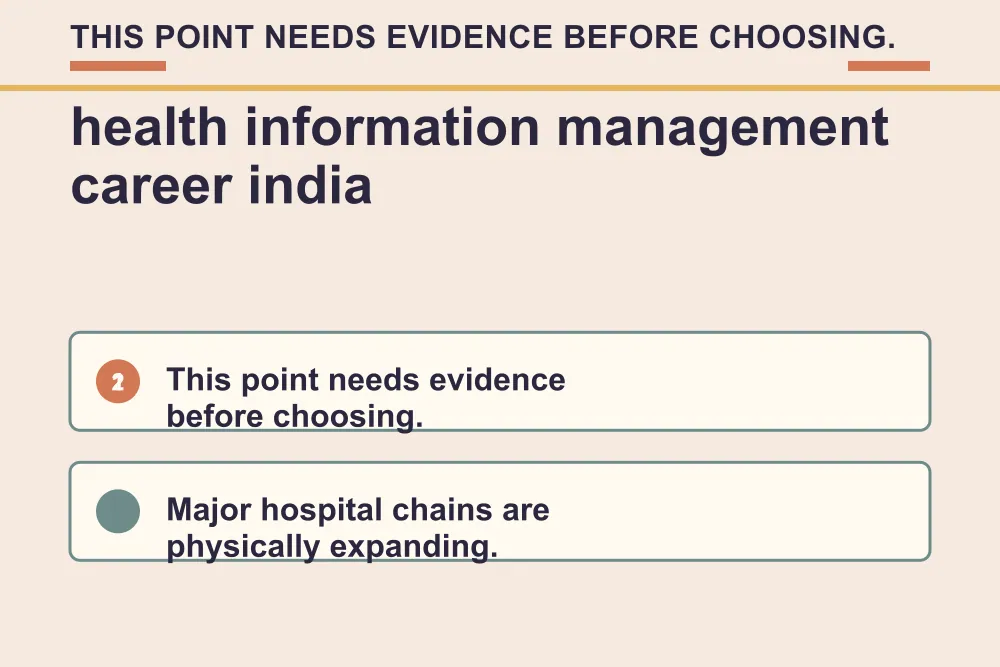 THIS POINT NEEDS EVIDENCE BEFORE CHOOSING.
health information management
career india
2
This point needs evidence
before choosing.
Major hospital chains are
physically expanding.